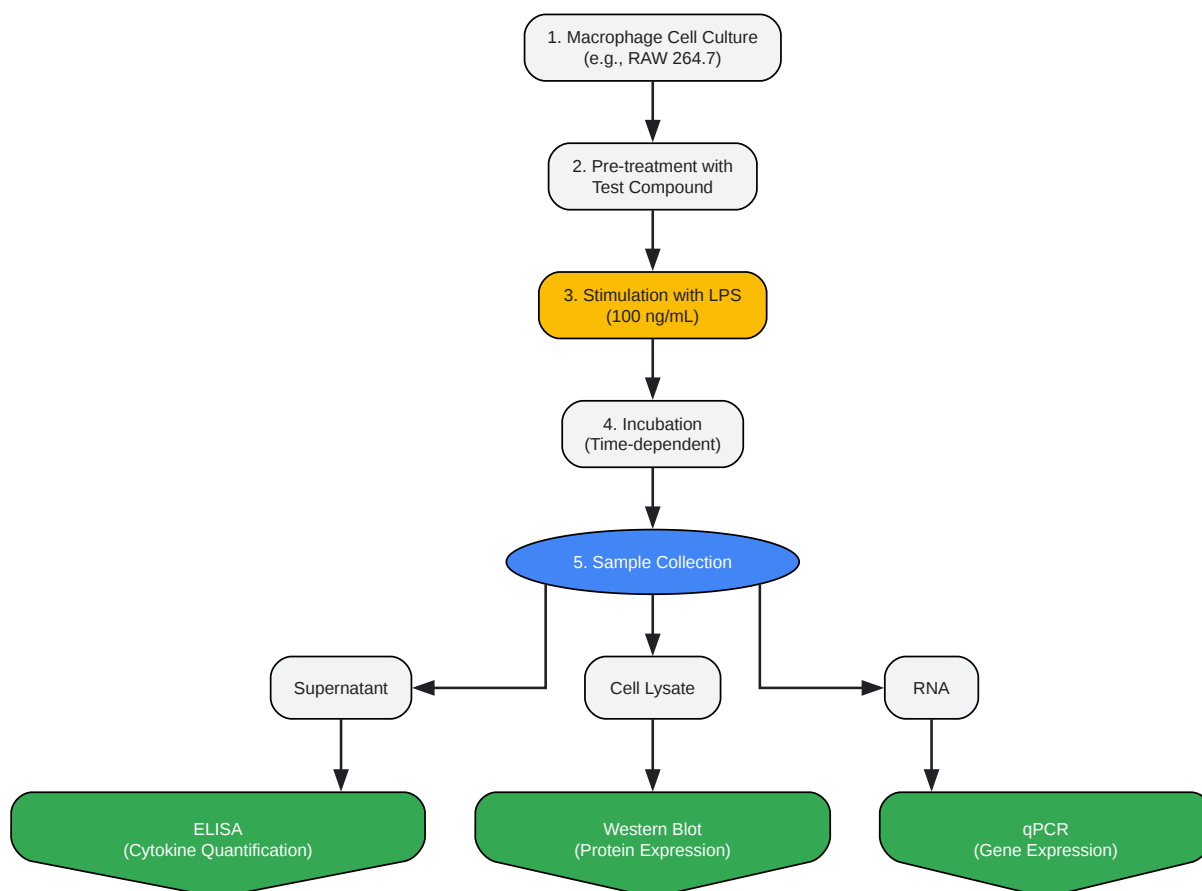 1. Macrophage Cell Culture
(e.g., RAW 264.7)
2. Pre-treatment with
Test Compound
3. Stimulation with LPS
(100 ng/mL)
4. Incubation
(Time-dependent)
5. Sample Collection
Supernatant
Cell Lysate
RNA
ELISA
(Cytokine Quantification)
Western Blot
(Protein Expression)
qPCR
(Gene Expression)